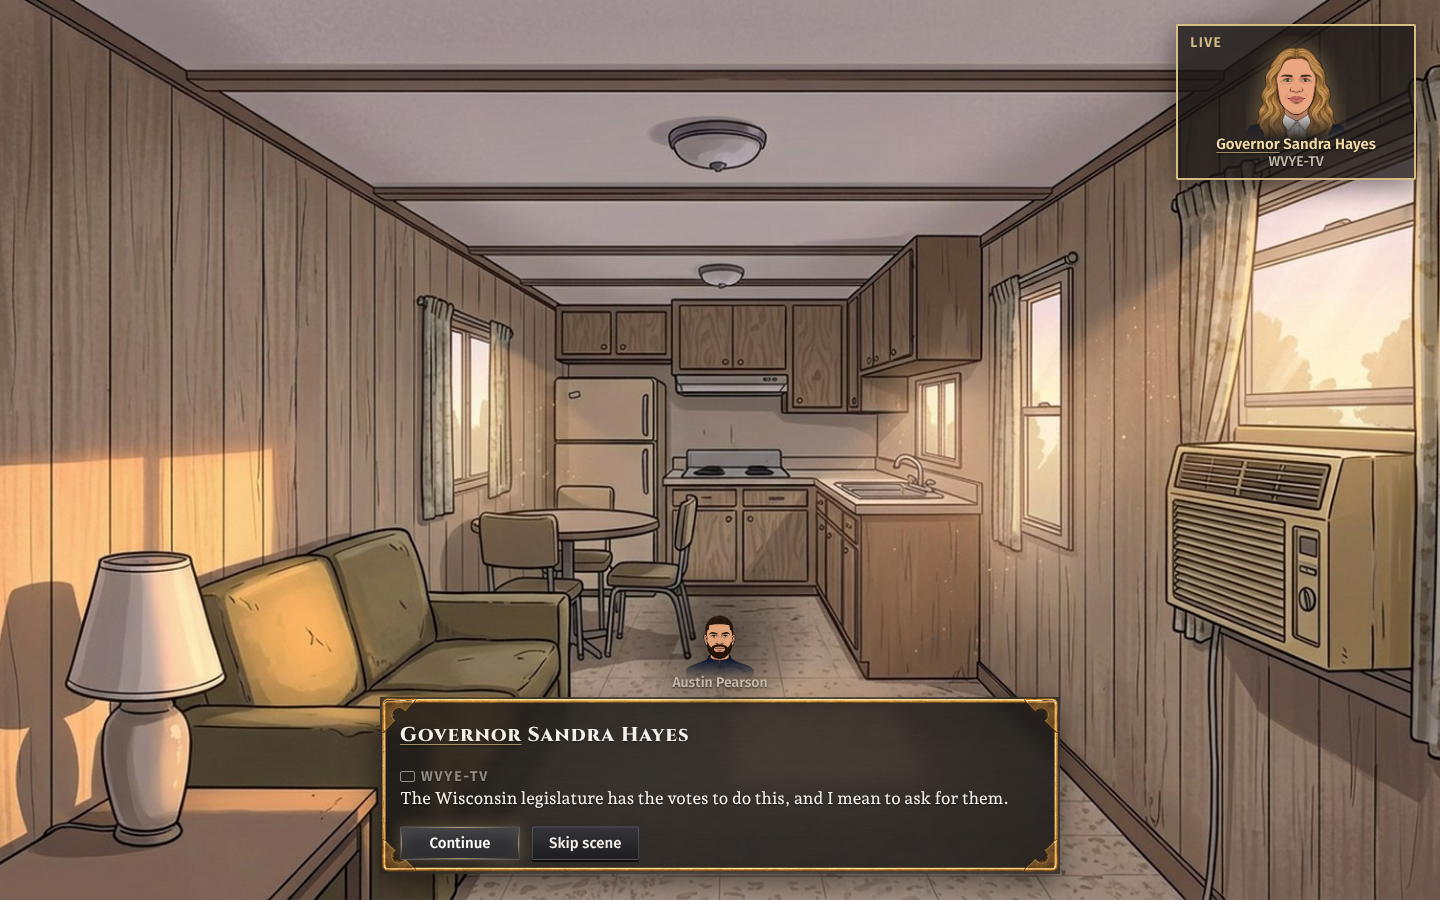 LIVE
Governor Sandra Hayes
WVYE-TV
Austin Pearson
Governor Sandra Hayes
WVYE-TV
The Wisconsin legislature has the votes to do this, and I mean to ask for them.
Continue
Skip scene